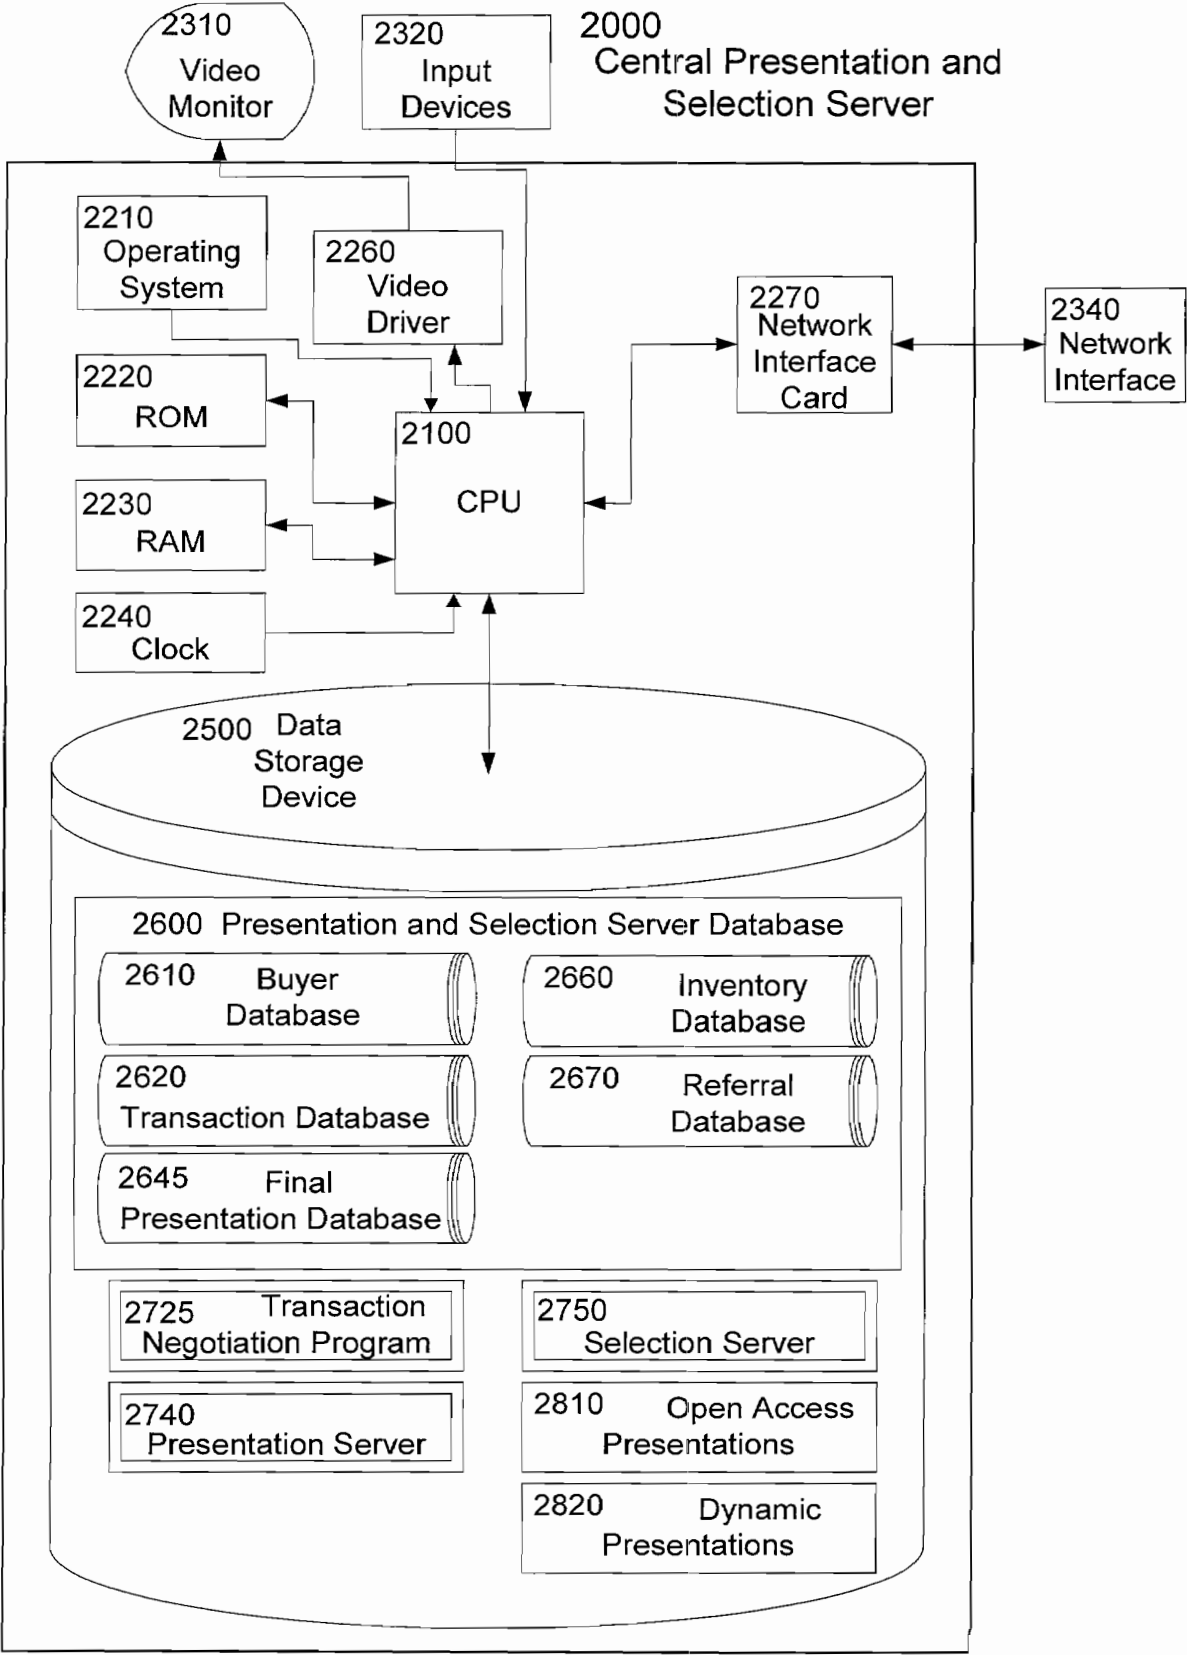 2310
Video
Monitor
2320
Input
Devices
2000
Central Presentation and
Selection Server
2210
Operating
System
2260
Video
Driver
2270
Network
Interface
Card
2340
Network
Interface
2220
ROM
2100
CPU
2230
RAM
2240
Clock
2500 Data
Storage
Device
2600 Presentation and Selection Server Database
2610 Buyer
Database
2660 Inventory
Database
2620
Transaction Database
2670 Referral
Database
2645 Final
Presentation Database
2725 Transaction
Negotiation Program
2750
Selection Server
2740
Presentation Server
2810 Open Access
Presentations
2820 Dynamic
Presentations